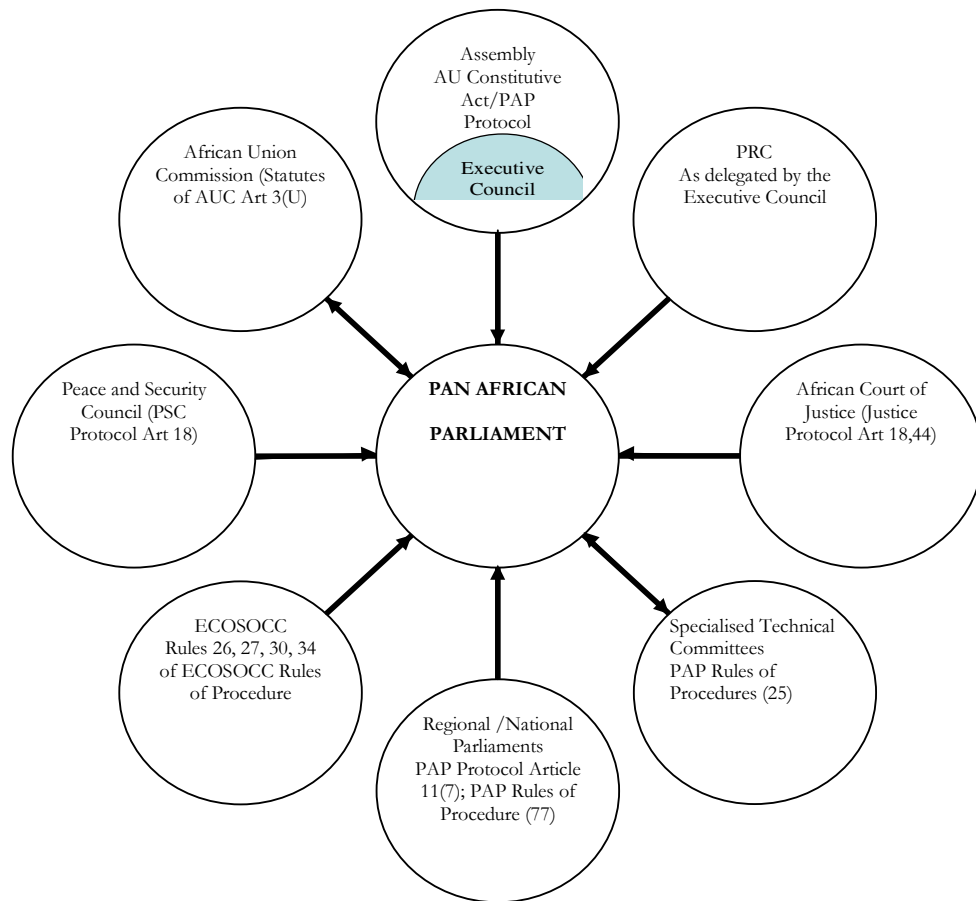 Assembly
AU Constitutive
Act/PAP
Protocol
Executive
Council
African Union
Commission (Statutes
of AUC Art 3(U)
PRC
As delegated by the
Executive Council
Peace and Security
Council (PSC
Protocol Art 18)
PAN AFRICAN
PARLIAMENT
African Court of
Justice (Justice
Protocol Art 18,44)
ECOSOCC
Rules 26, 27, 30, 34
of ECOSOCC Rules
of Procedure
Regional /National
Parliaments
PAP Protocol Article
11(7); PAP Rules of
Procedure (77)
Specialised Technical
Committees
PAP Rules of
Procedures (25)